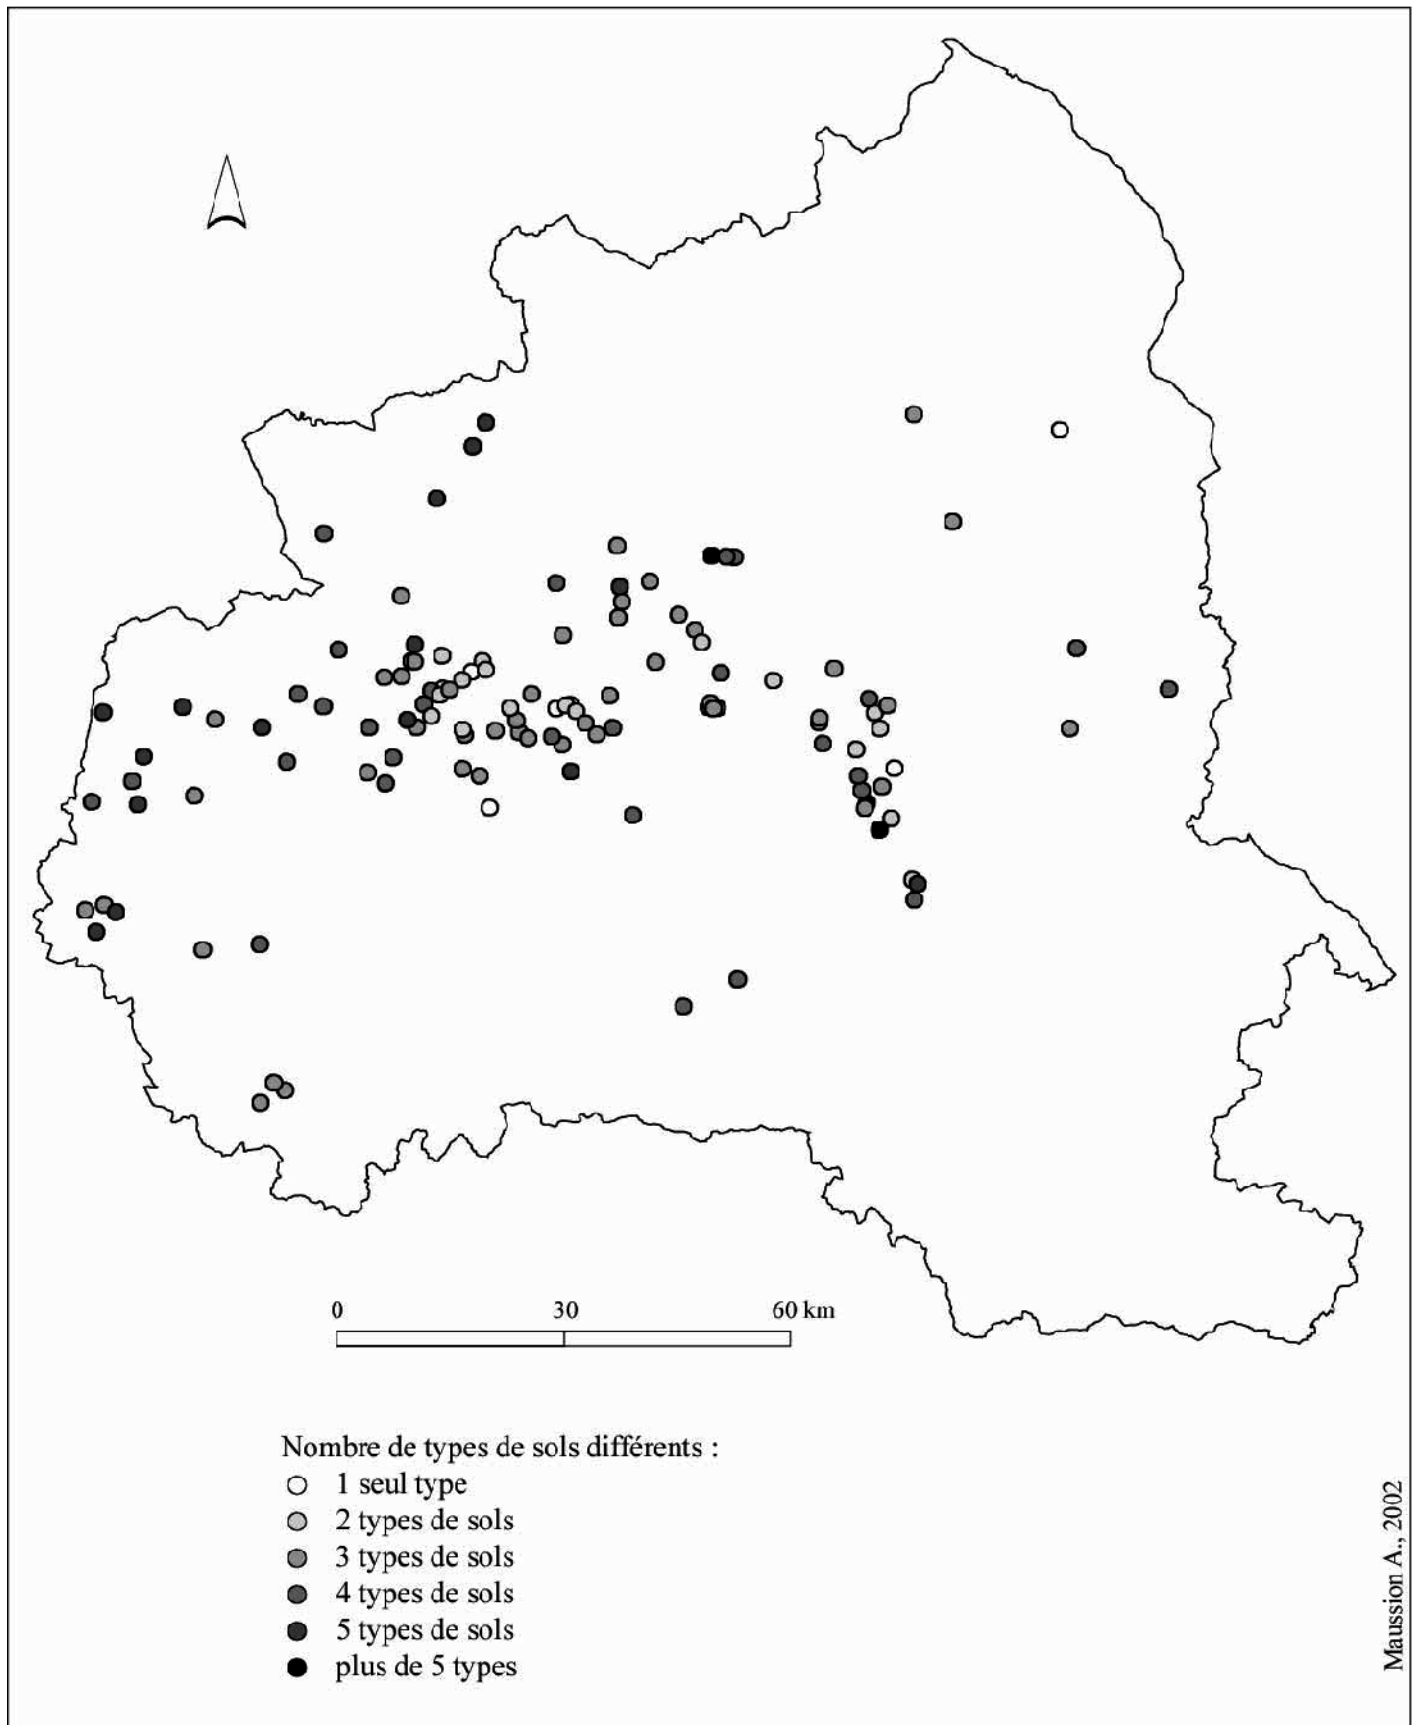 0 30 60 km
Nombre de types de sols différents :
1 seul type
2 types de sols
3 types de sols
4 types de sols
5 types de sols
plus de 5 types
Maussion A., 2002